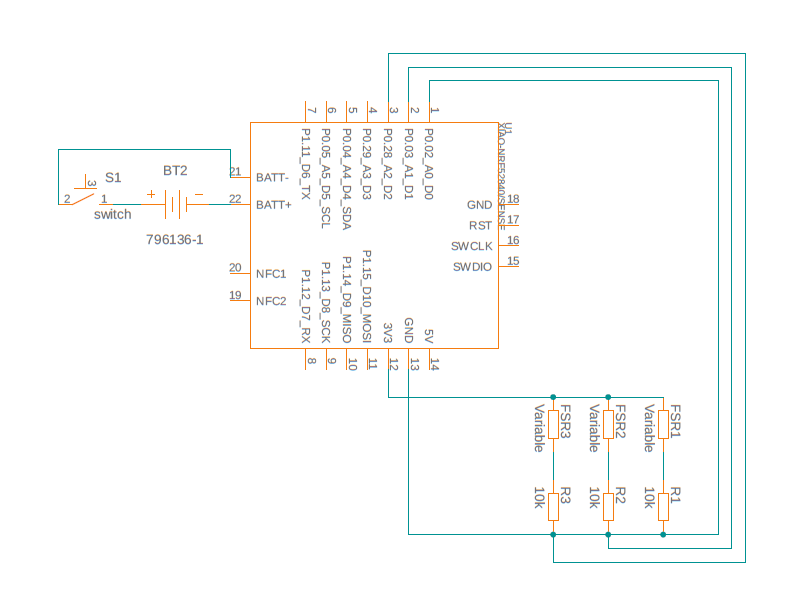 7
6
5
4
3
2
1
P1.11_D6_TX
P0.05_A5_D5_SCL
P0.04_A4_D4_SDA
P0.29_A3_D3
P0.28_A2_D2
P0.03_A1_D1
P0.02_A0_D0
U1
XIAO-NRF52840/SENSE
21
BATT-
22
BATT+
20
NFC1
19
NFC2
GND
18
RST
17
SWCLK
16
SWDIO
15
S1
3
2
1
switch
BT2
+
−
796136-1
P1.12_D7_RX
P1.13_D8_SCK
P1.14_D9_MISO
P1.15_D10_MOSI
3V3
GND
5V
8
9
10
11
12
13
14
FSR3
Variable
FSR2
Variable
FSR1
Variable
R3
10k
R2
10k
R1
10k